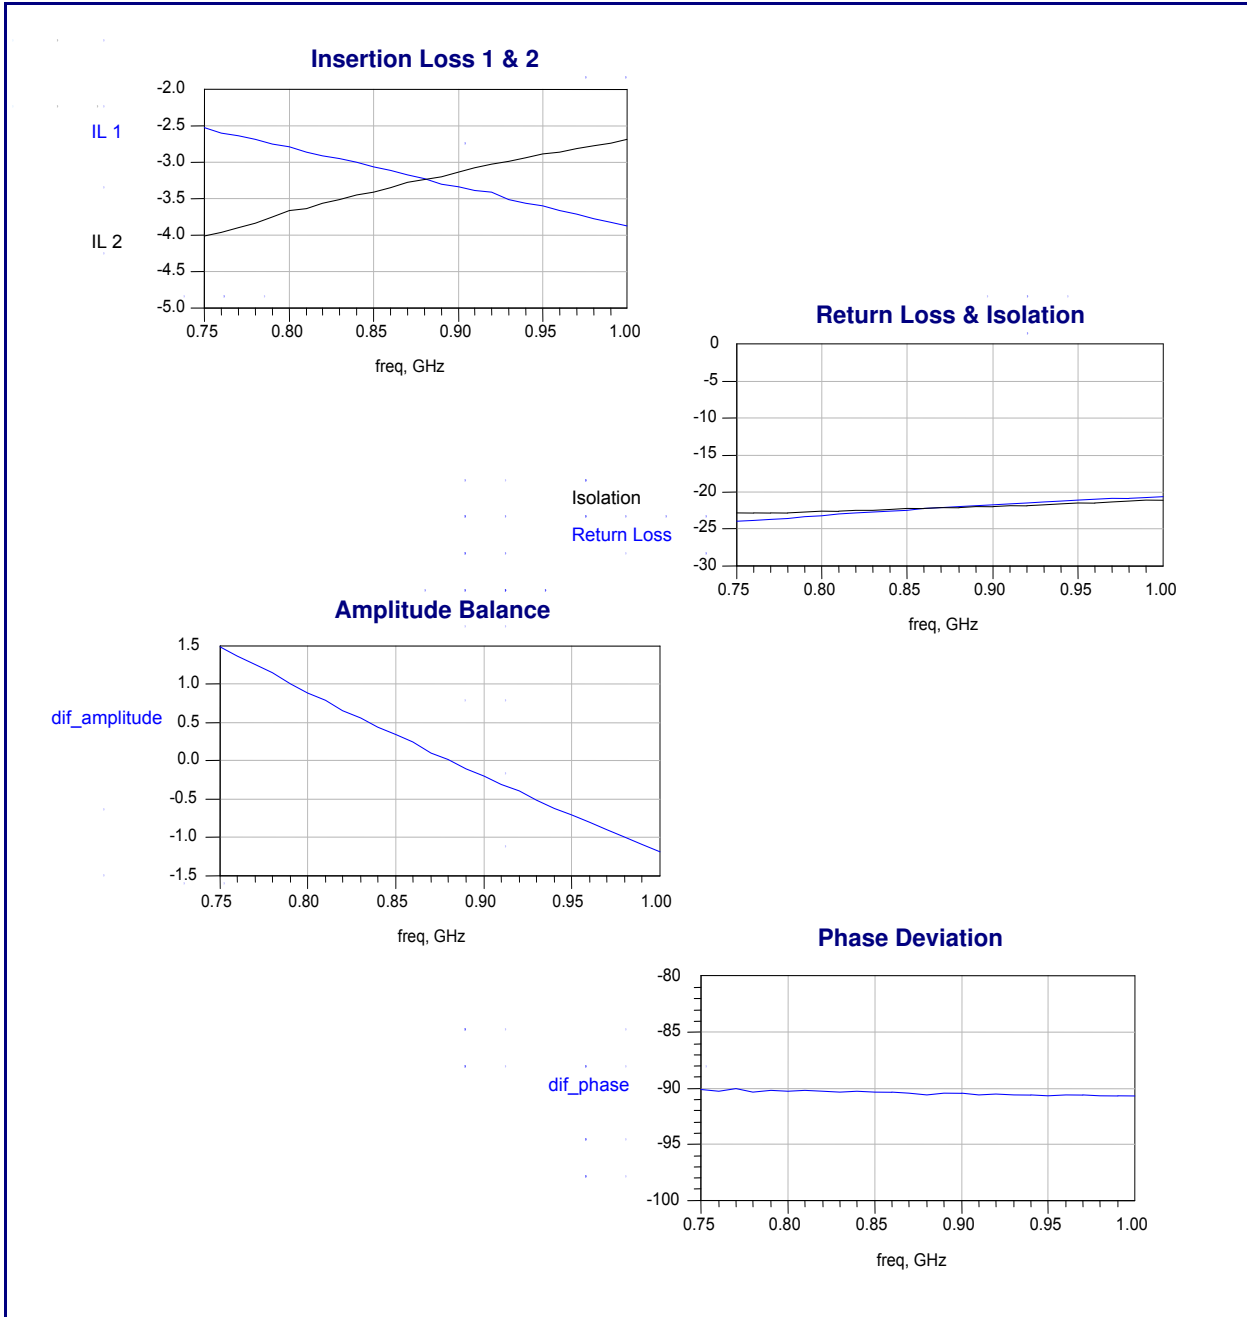 Insertion Loss 1 & 2
-2.0
-2.5
-3.0
-3.5
-4.0
-4.5
-5.0
IL 1
IL 2
0.75 0.80 0.85 0.90 0.95 1.00
freq, GHz
Return Loss & Isolation
0
-5
-10
-15
-20
-25
-30
Isolation
Return Loss
0.75 0.80 0.85 0.90 0.95 1.00
freq, GHz
Amplitude Balance
1.5
1.0
0.5
0.0
-0.5
-1.0
-1.5
dif_amplitude
0.75 0.80 0.85 0.90 0.95 1.00
freq, GHz
Phase Deviation
-80
-85
-90
-95
-100
dif_phase
0.75 0.80 0.85 0.90 0.95 1.00
freq, GHz